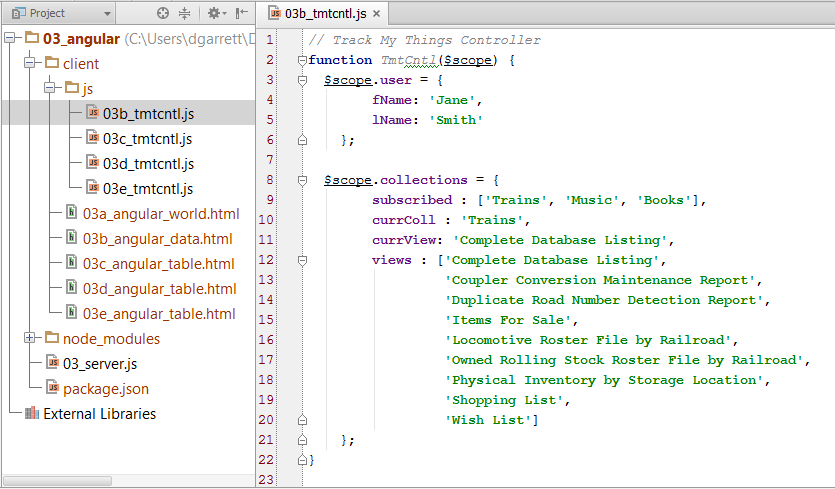 Project
03_angular (C:\Users\dgarrett\D
client
js
03b_tmtcntl.js
03c_tmtcntl.js
03d_tmtcntl.js
03e_tmtcntl.js
03a_angular_world.html
03b_angular_data.html
03c_angular_table.html
03d_angular_table.html
03e_angular_table.html
node_modules
03_server.js
package.json
External Libraries
03b_tmtcntl.js
1 // Track My Things Controller
2 function TmtCntl($scope) {
3 $scope.user = {
4 fName: 'Jane',
5 lName: 'Smith'
6 };
7
8 $scope.collections = {
9 subscribed : ['Trains', 'Music', 'Books'],
10 currColl : 'Trains',
11 currView: 'Complete Database Listing',
12 views : ['Complete Database Listing',
13 'Coupler Conversion Maintenance Report',
14 'Duplicate Road Number Detection Report',
15 'Items For Sale',
16 'Locomotive Roster File by Railroad',
17 'Owned Rolling Stock Roster File by Railroad',
18 'Physical Inventory by Storage Location',
19 'Shopping List',
20 'Wish List']
21 };
22 }
23